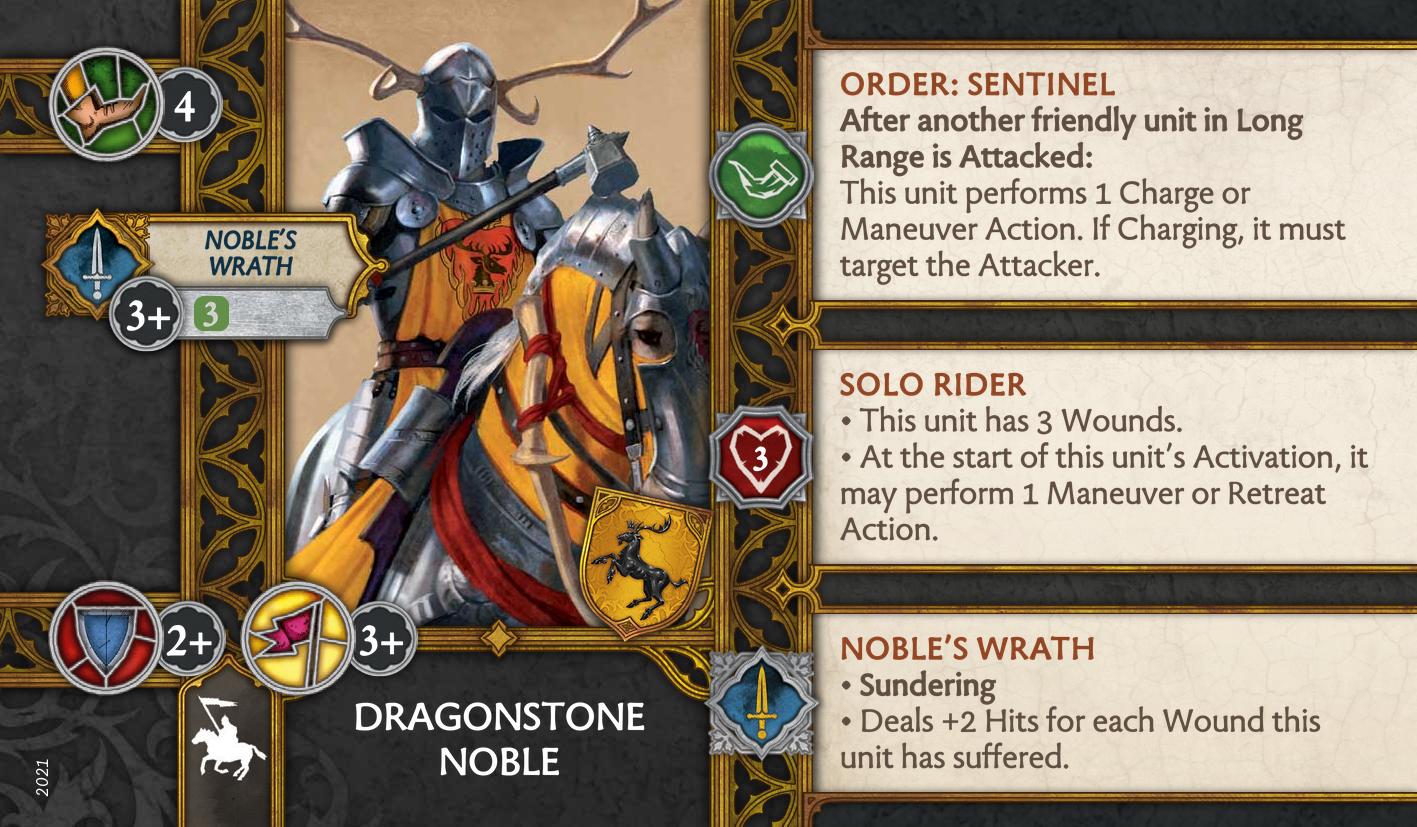 4
NOBLE'S
WRATH
3+ 3
2+ 3+
DRAGONSTONE
NOBLE
2021
ORDER: SENTINEL
After another friendly unit in Long
Range is Attacked:
This unit performs 1 Charge or
Maneuver Action. If Charging, it must
target the Attacker.
3
SOLO RIDER
• This unit has 3 Wounds.
• At the start of this unit's Activation, it
may perform 1 Maneuver or Retreat
Action.
NOBLE'S WRATH
• Sundering
• Deals +2 Hits for each Wound this
unit has suffered.